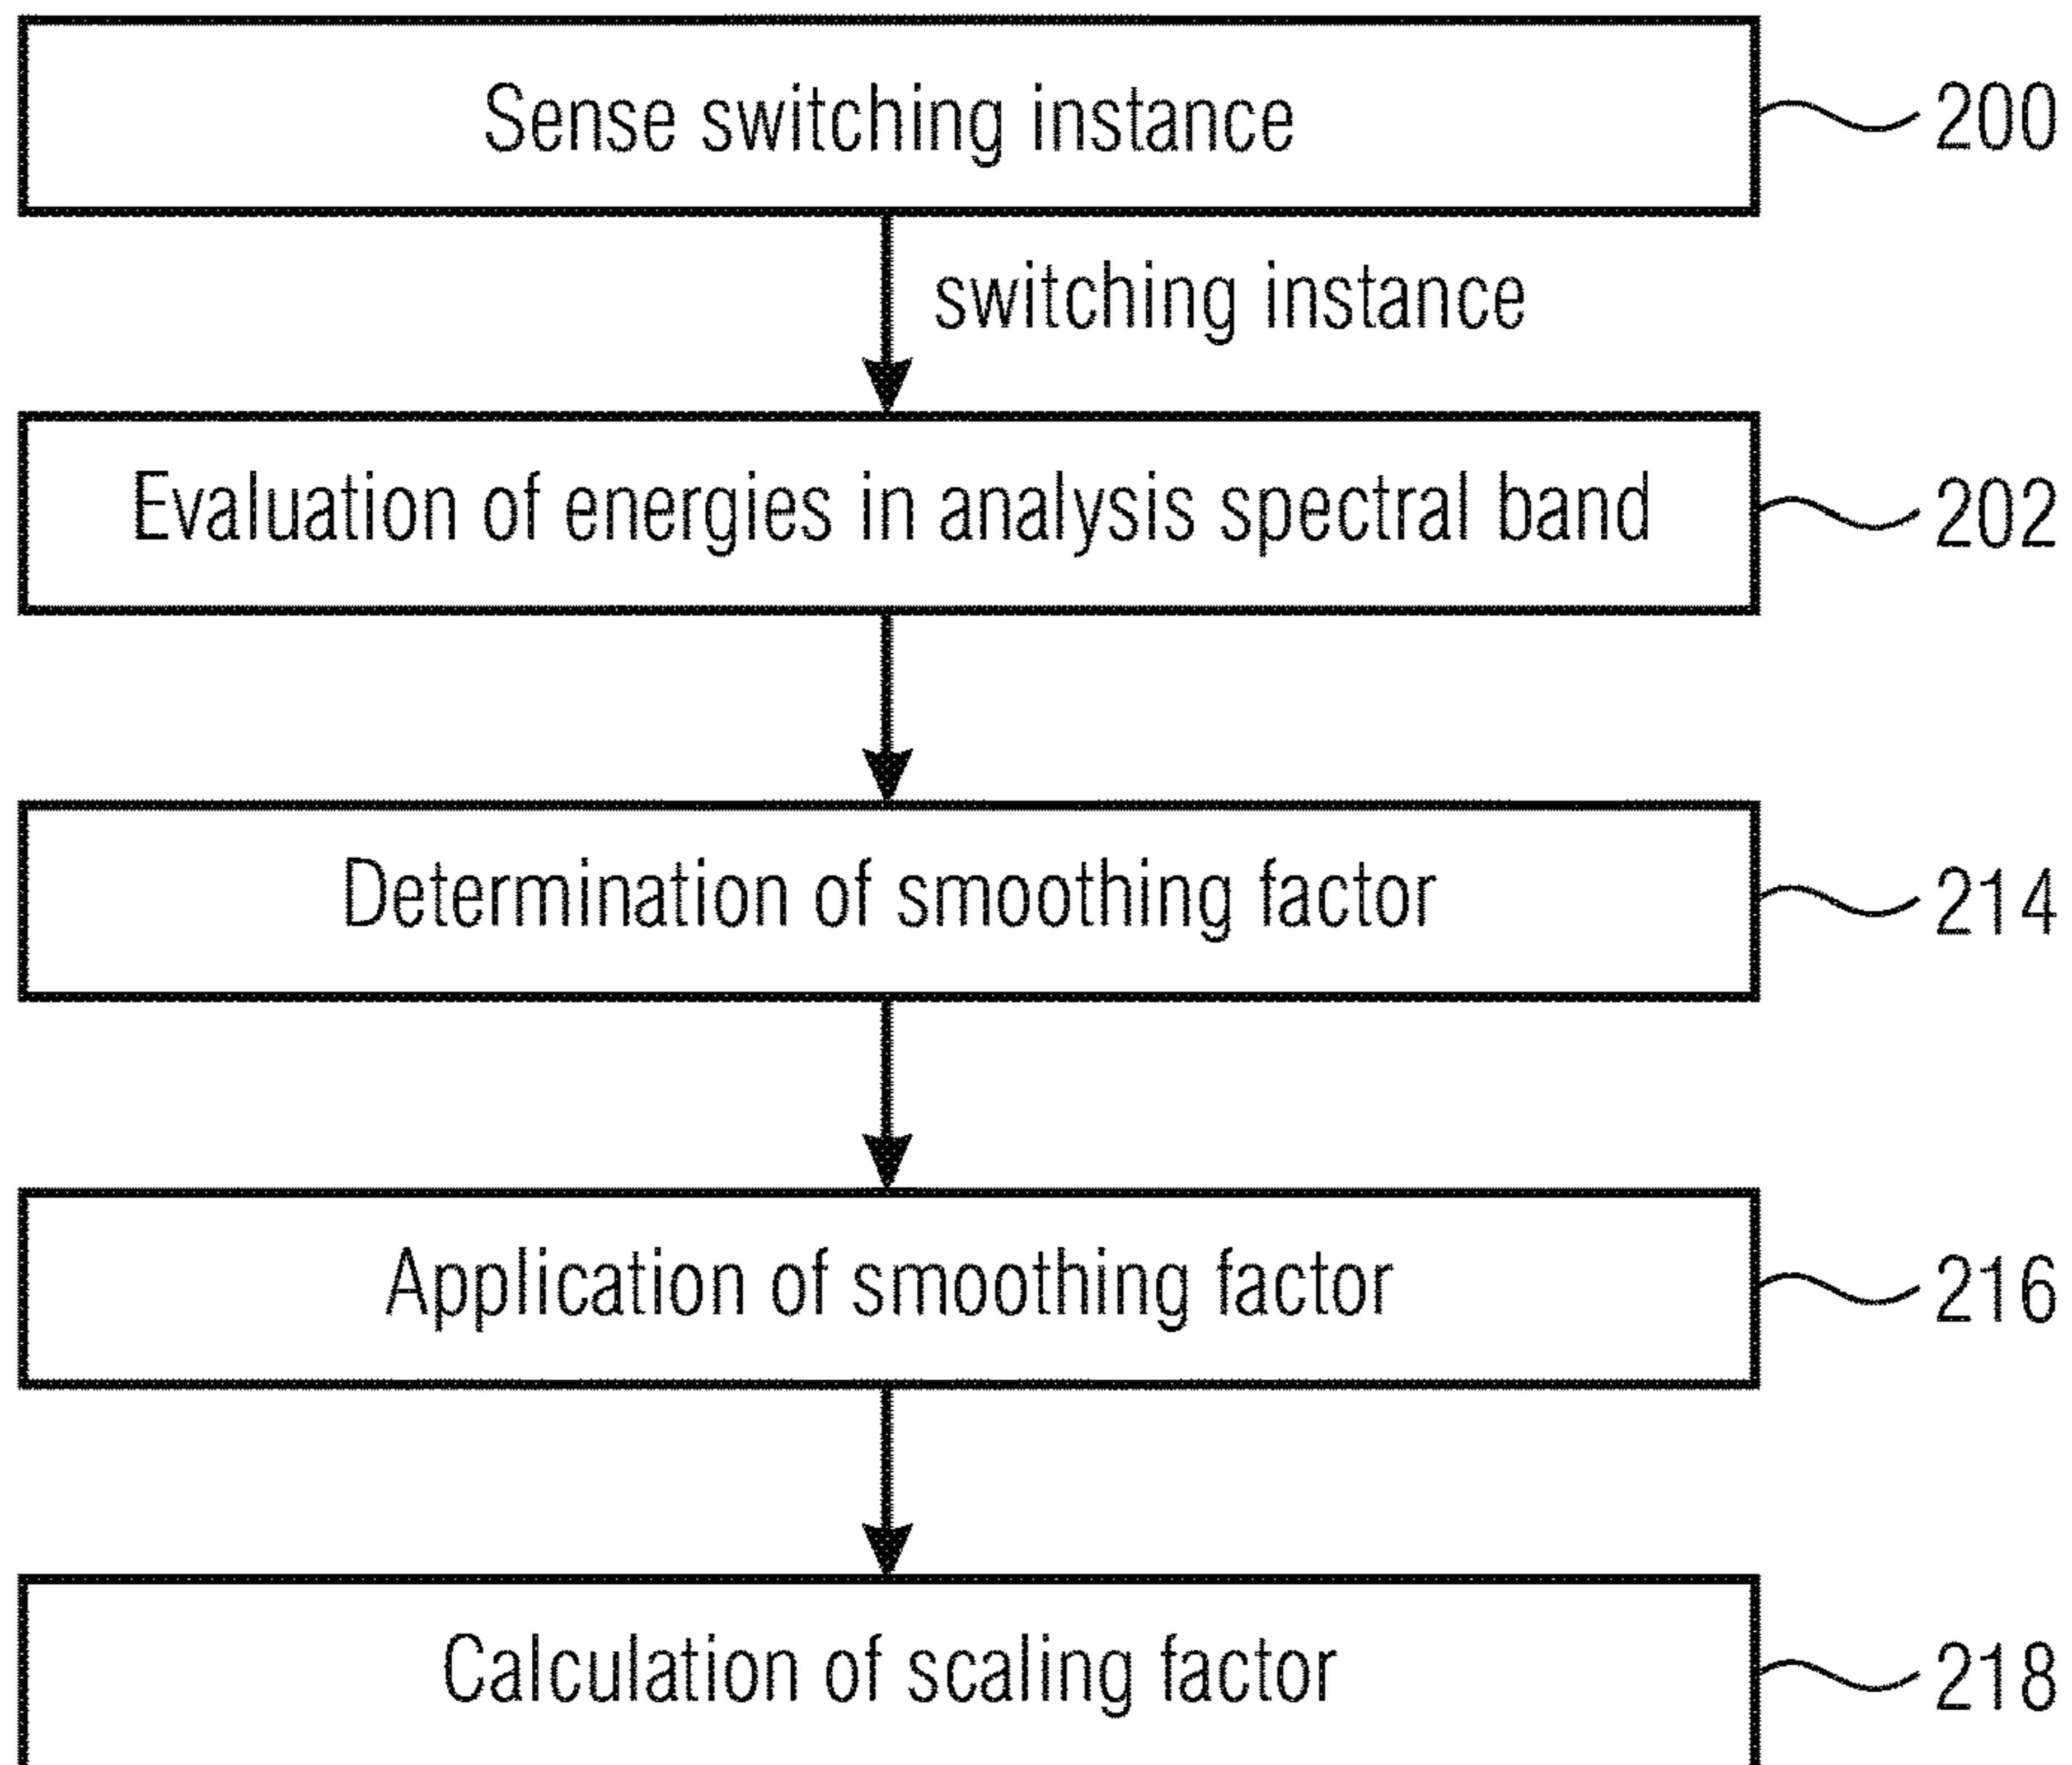 Sense switching instance
200
switching instance
Evaluation of energies in analysis spectral band
202
Determination of smoothing factor
214
Application of smoothing factor
216
Calculation of scaling factor
218